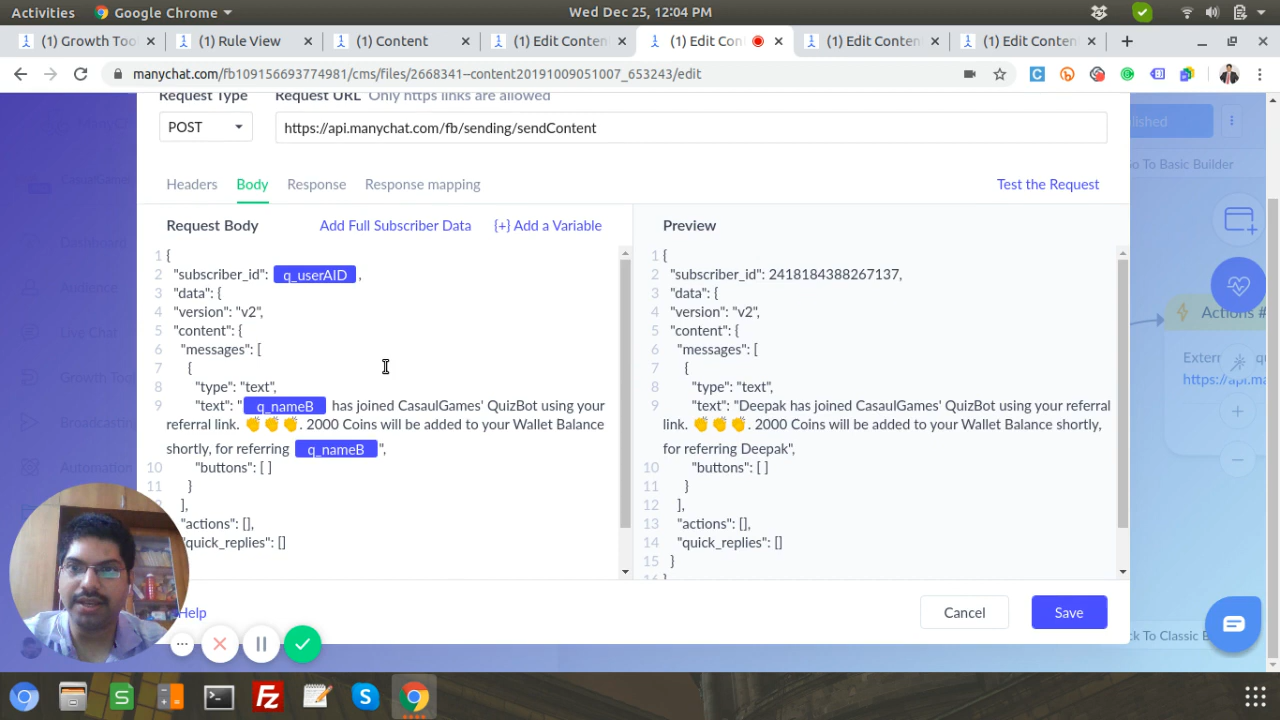 Activities
Google Chrome
Wed Dec 25, 12:04 PM
(1) Growth Too
(1) Rule View
(1) Content
(1) Edit Conten
(1) Edit Con
(1) Edit Conten
(1) Edit Conten
manychat.com/fb109156693774981/cms/files/2668341--content20191009051007_653243/edit
Request Type
Request URL Only https links are allowed
POST
https://api.manychat.com/fb/sending/sendContent
Headers
Body
Response
Response mapping
Test the Request
Request Body
Add Full Subscriber Data
{+} Add a Variable
1 {
2 "subscriber_id": q_userAID ,
3 "data": {
4 "version": "v2",
5 "content": {
6 "messages": [
7 {
8 "type": "text",
9 "text": " q_nameB has joined CasaulGames' QuizBot using your
referral link. 👏👏👏. 2000 Coins will be added to your Wallet Balance
shortly, for referring q_nameB ",
10 "buttons": [ ]
11 }
],
"actions": [],
"quick_replies": []
Preview
1 {
2 "subscriber_id": 2418184388267137,
3 "data": {
4 "version": "v2",
5 "content": {
6 "messages": [
7 {
8 "type": "text",
9 "text": "Deepak has joined CasaulGames' QuizBot using your referral
link. 👏👏👏. 2000 Coins will be added to your Wallet Balance shortly,
for referring Deepak",
10 "buttons": [ ]
11 }
12 ],
13 "actions": [],
14 "quick_replies": []
15 }
16 }
Help
Cancel
Save
Go To Basic Builder
Actions #
https://api.ma
Dashboard
Audience
Live Chat
Growth Too
Broadcasting
Automation